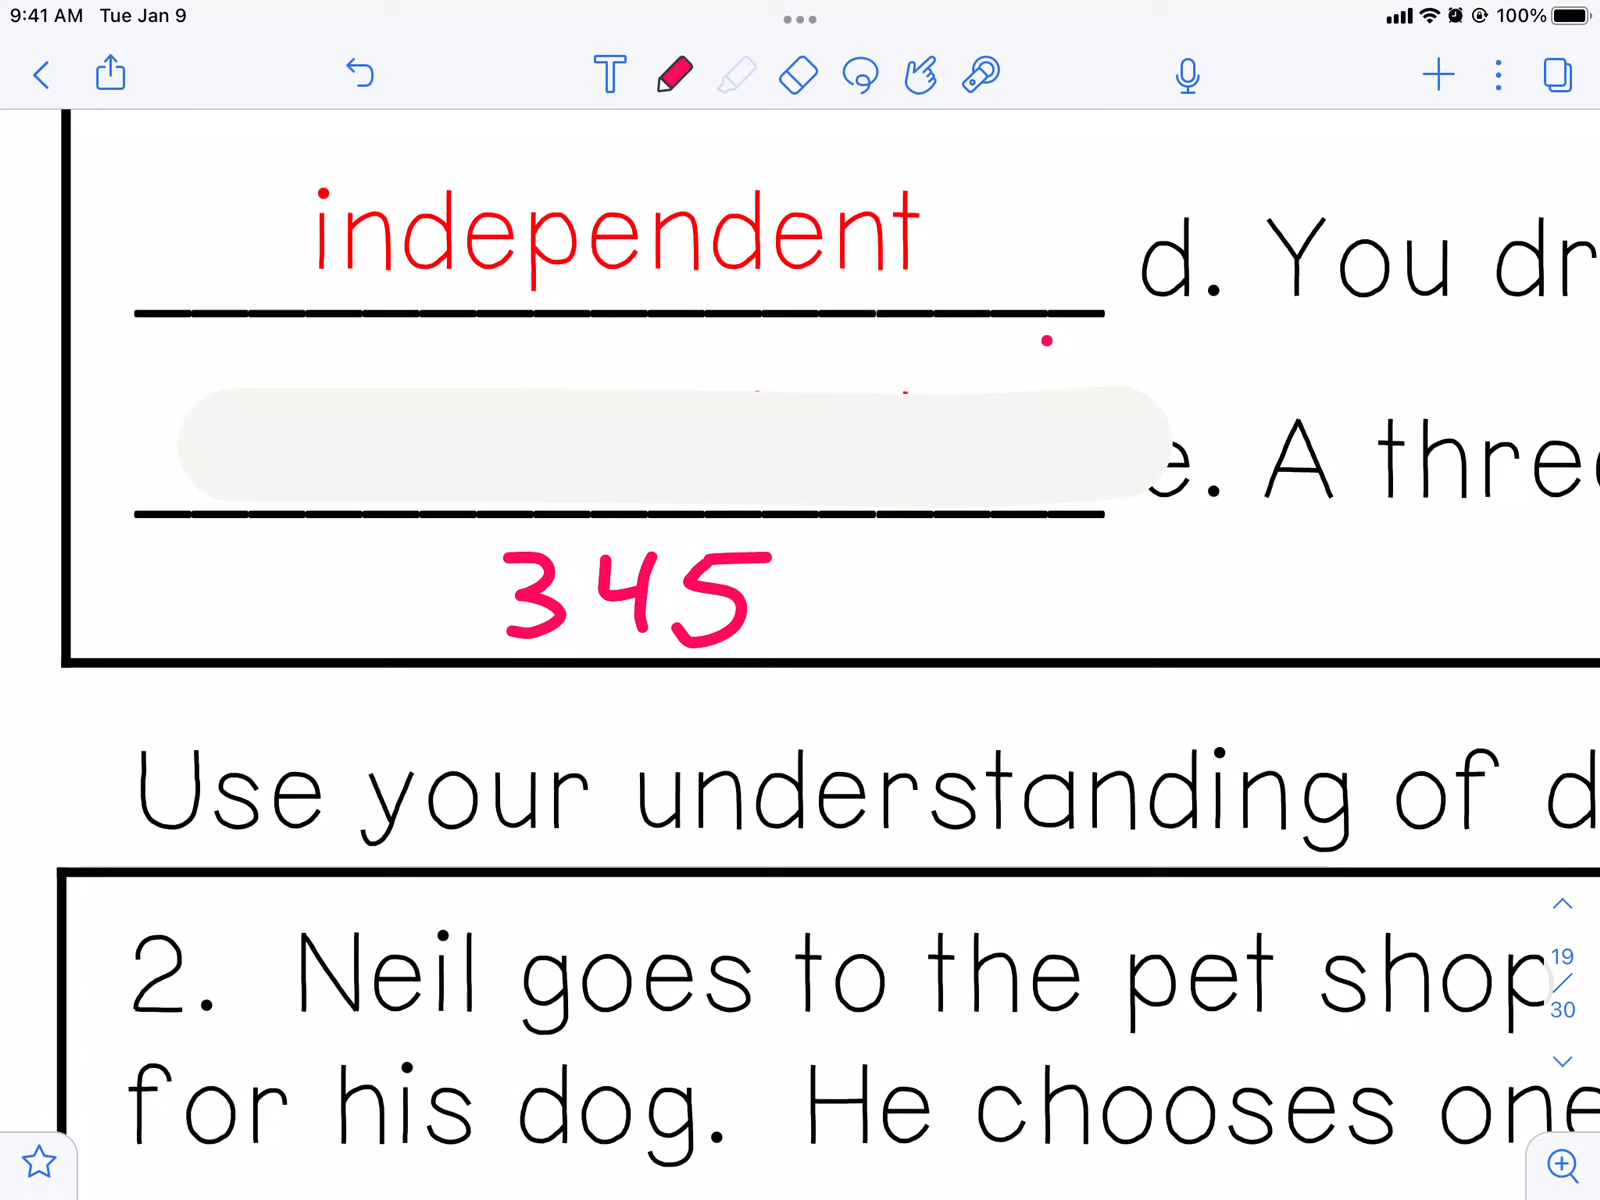 9:41 AM Tue Jan 9
100%
independent
d. You dr
e. A three
345
Use your understanding of d
2. Neil goes to the pet shop
for his dog. He chooses one
19
30